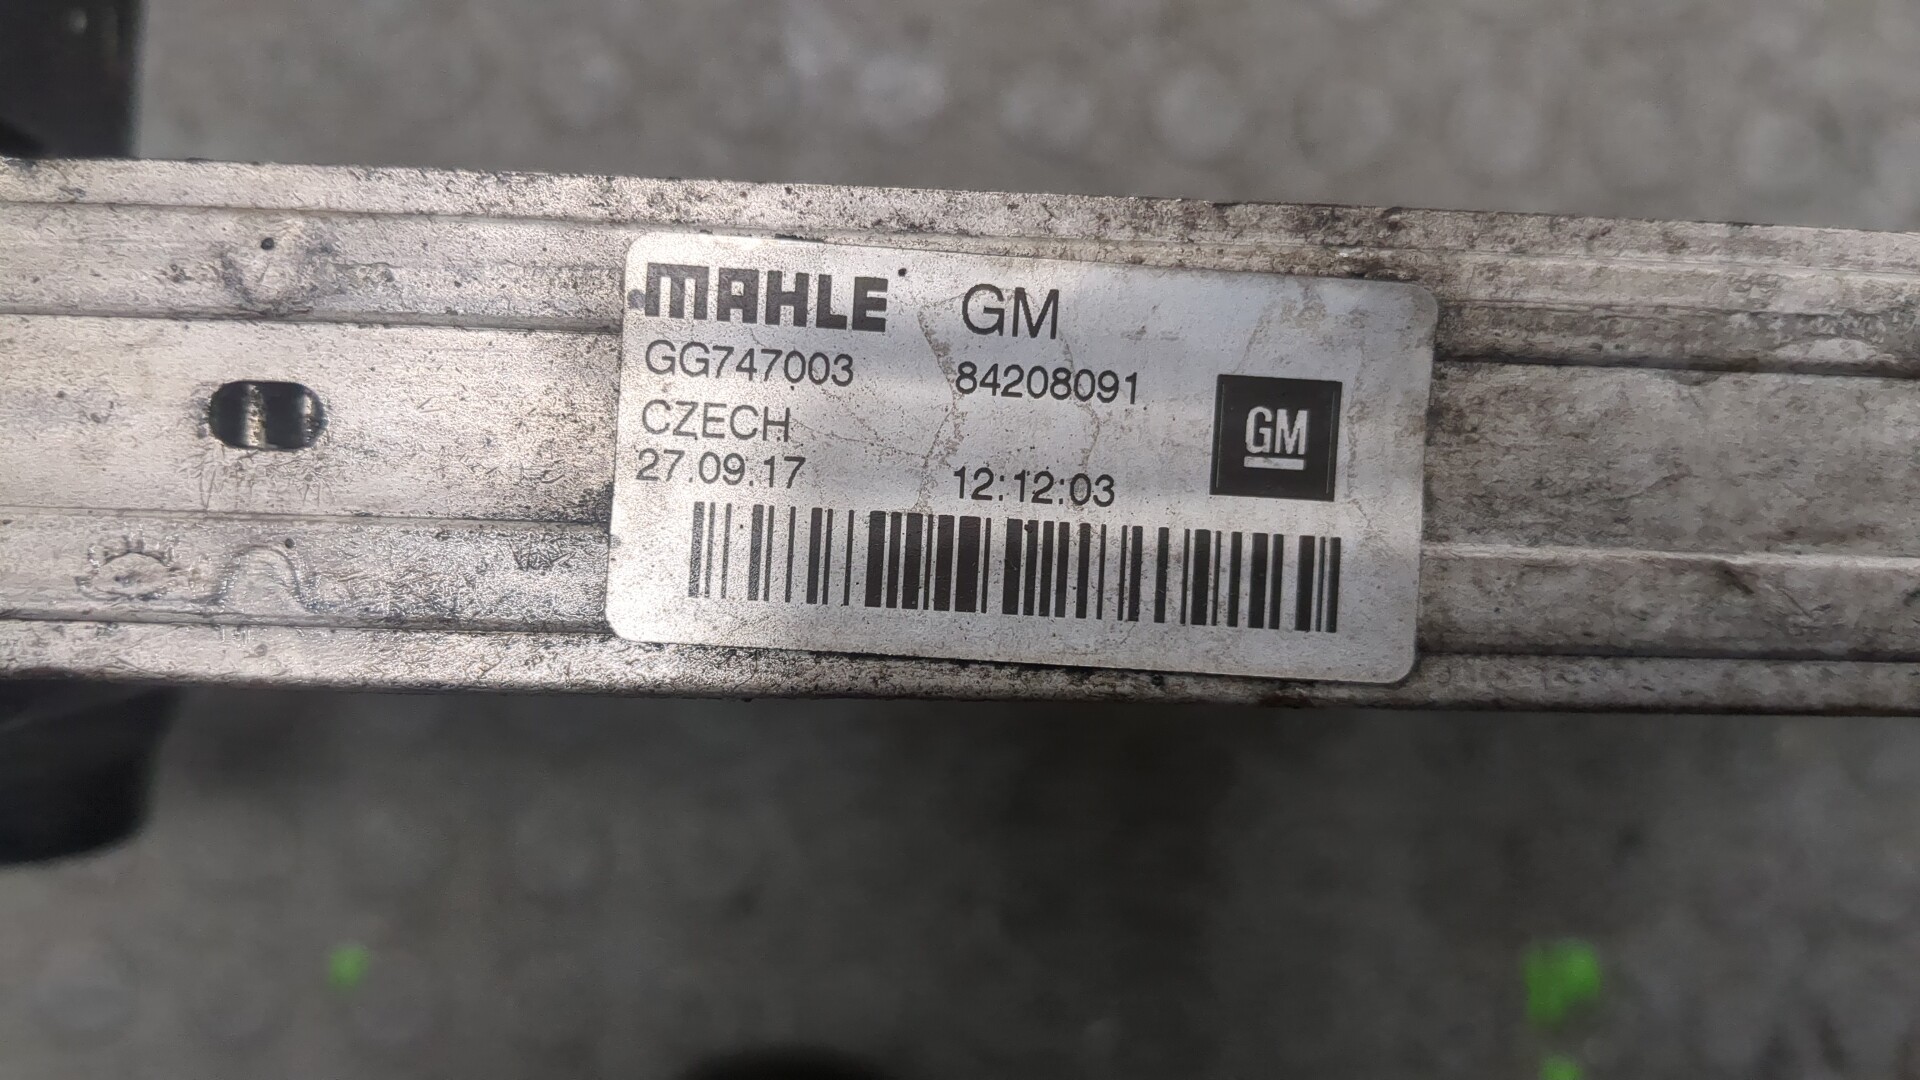 MAHLE GM
GG747003 84208091
CZECH
27.09.17 12:12:03
GM